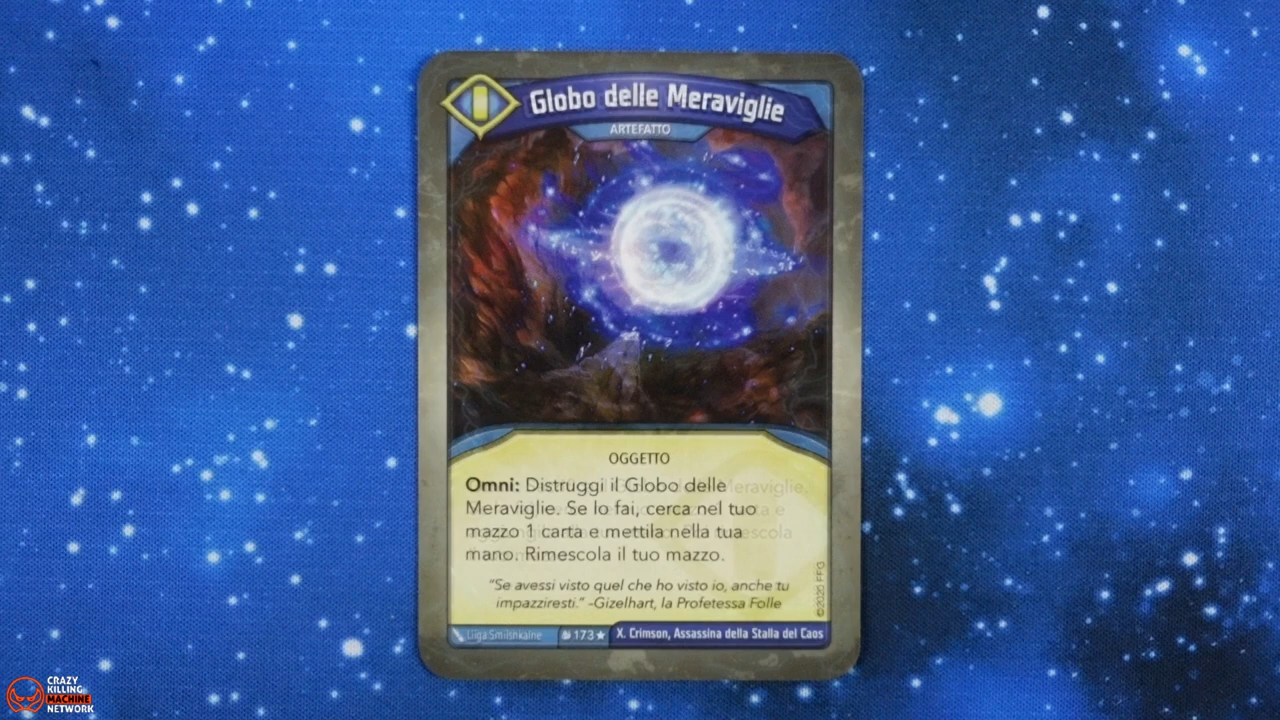 Globo delle Meraviglie
ARTEFATTO
OGGETTO
Omni: Distruggi il Globo delle
Meraviglie. Se lo fai, cerca nel tuo
mazzo 1 carta e mettila nella tua
mano. Rimescola il tuo mazzo.
"Se avessi visto quel che ho visto io, anche tu
impazziresti." -Gizelhart, la Profetessa Folle
©2020 FFG
Liiga Smilshkalne
173★
X. Crimson, Assassina della Stalla del Caos
CRAZY
KILLING
MACHINE
NETWORK